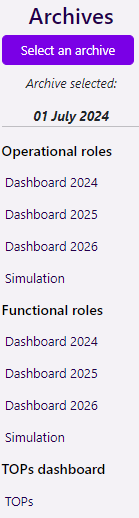 Archives
Select an archive
Archive selected:
01 July 2024
Operational roles
Dashboard 2024
Dashboard 2025
Dashboard 2026
Simulation
Functional roles
Dashboard 2024
Dashboard 2025
Dashboard 2026
Simulation
TOPs dashboard
TOPs